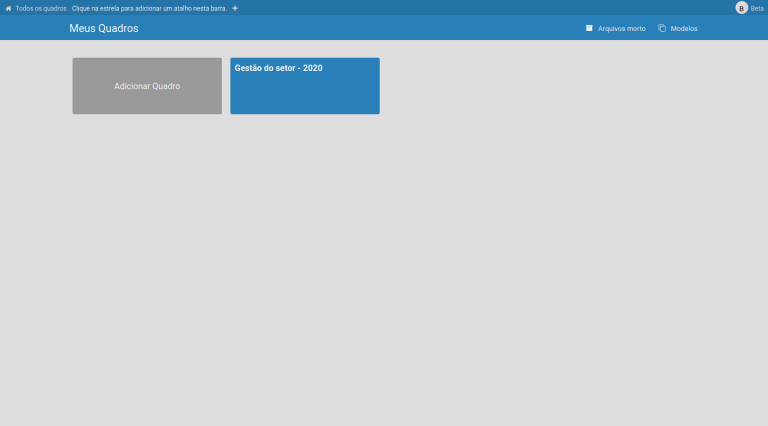 Todos os quadros Clique na estrela para adicionar um atalho nesta barra.
B Beta
Meus Quadros
Arquivos morto Modelos
Adicionar Quadro
Gestão do setor - 2020